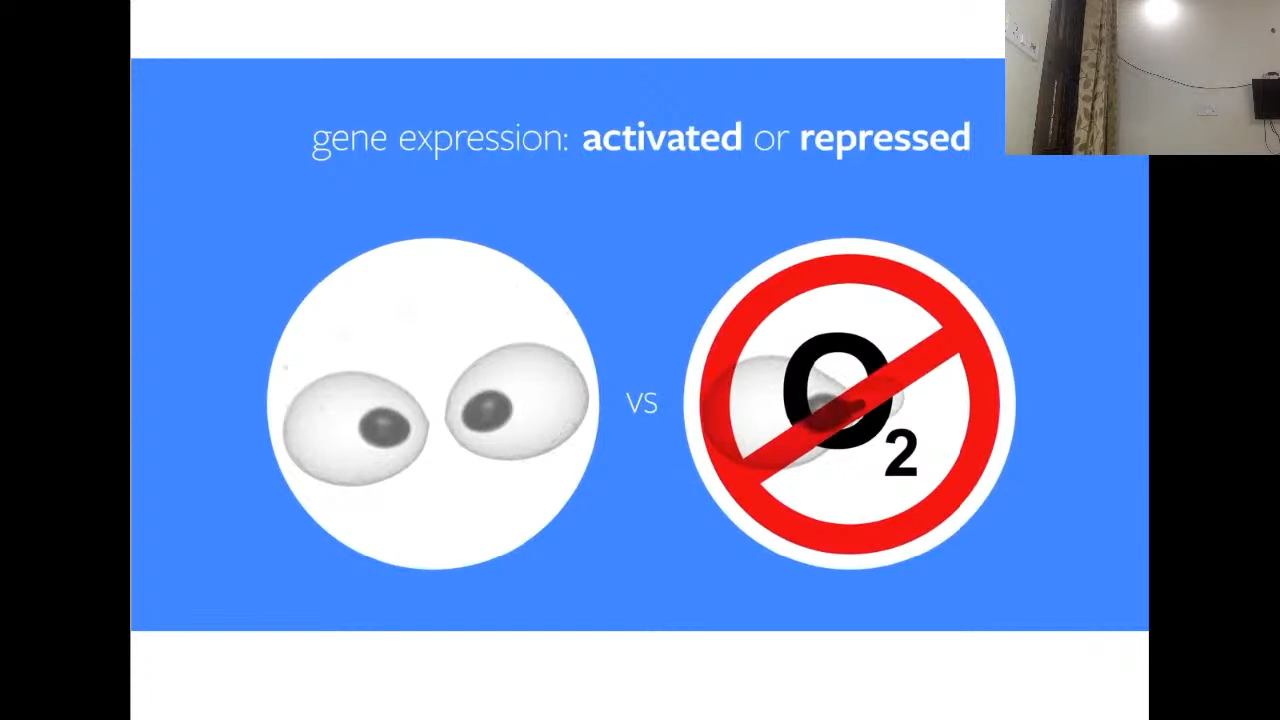 gene expression: activated or repressed
vs
O2